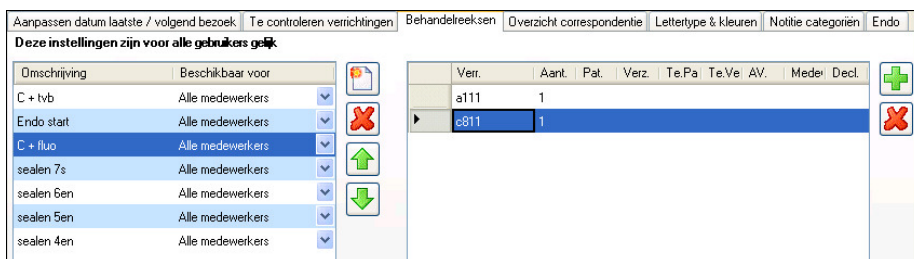 Aanpassen datum laatste / volgend bezoek Te controleren verrichtingen Behandelreeksen Overzicht correspondentie Lettertype & kleuren Notitie categoriën Endo
Deze instellingen zijn voor alle gebruikers gelijk
Omschrijving Beschikbaar voor
C + tvb Alle medewerkers
Endo start Alle medewerkers
C + fluo Alle medewerkers
sealen 7s Alle medewerkers
sealen 6en Alle medewerkers
sealen 5en Alle medewerkers
sealen 4en Alle medewerkers
Verr. Aant. Pat. Verz. Te.Pa Te.Ve AV. Mede Decl.
a111 1
c811 1